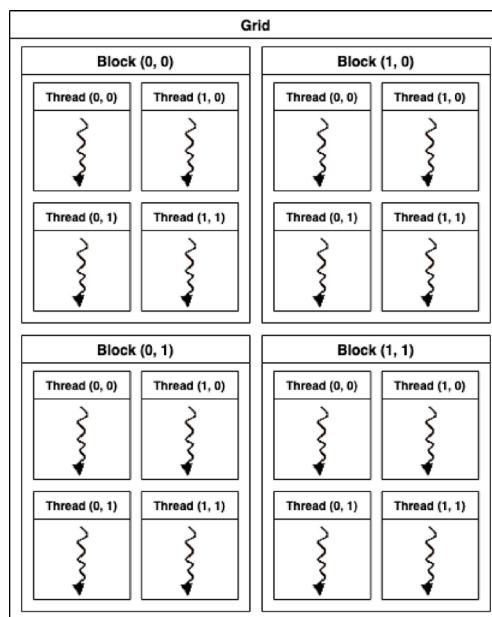 Grid
Block (0, 0)
Thread (0, 0)
Thread (1, 0)
Thread (0, 1)
Thread (1, 1)
Block (1, 0)
Thread (0, 0)
Thread (1, 0)
Thread (0, 1)
Thread (1, 1)
Block (0, 1)
Thread (0, 0)
Thread (1, 0)
Thread (0, 1)
Thread (1, 1)
Block (1, 1)
Thread (0, 0)
Thread (1, 0)
Thread (0, 1)
Thread (1, 1)